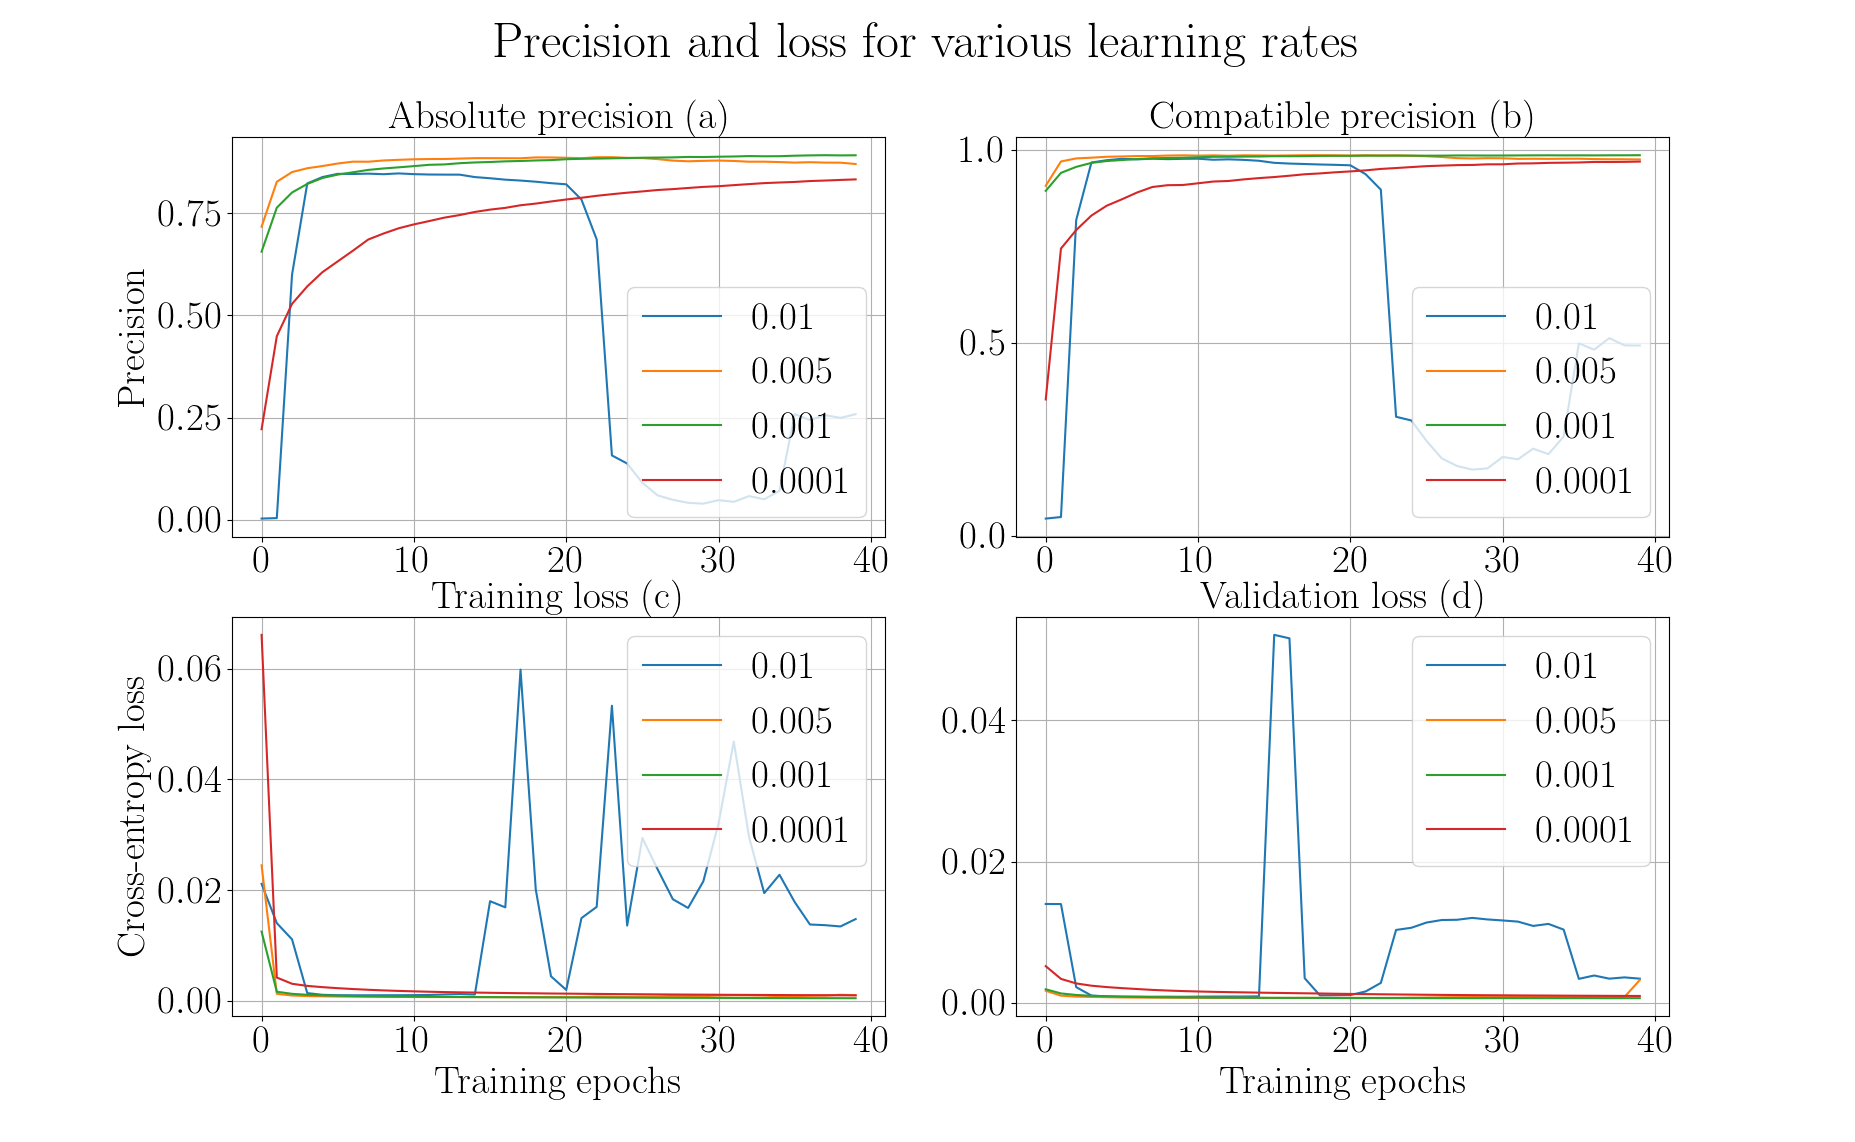 Precision and loss for various learning rates
Absolute precision (a)
Precision
0.75
0.50
0.25
0.00
0 10 20 30 40
0.01
0.005
0.001
0.0001
Compatible precision (b)
1.0
0.5
0.0
0 10 20 30 40
0.01
0.005
0.001
0.0001
Training loss (c)
Cross-entropy loss
0.06
0.04
0.02
0.00
0 10 20 30 40
Training epochs
0.01
0.005
0.001
0.0001
Validation loss (d)
0.04
0.02
0.00
0 10 20 30 40
Training epochs
0.01
0.005
0.001
0.0001